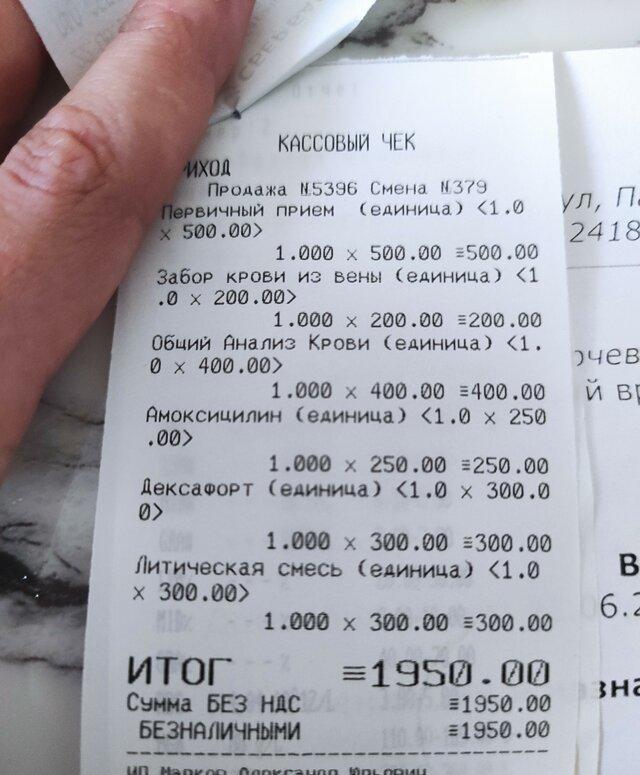 КАССОВЫЙ ЧЕК
ИХОД
Продажа №5396 Смена №379
Первичный прием (единица) <1.0
x 500.00>
1.000 x 500.00 ≡500.00
Забор крови из вены (единица) <1
.0 x 200.00>
1.000 x 200.00 ≡200.00
Общий Анализ Крови (единица) <1.
0 x 400.00>
1.000 x 400.00 ≡400.00
Амоксицилин (единица) <1.0 x 250
.00>
1.000 x 250.00 ≡250.00
Дексафорт (единица) <1.0 x 300.0
0>
1.000 x 300.00 ≡300.00
Литическая смесь (единица) <1.0
x 300.00>
1.000 x 300.00 ≡300.00
ИТОГ ≡1950.00
Сумма БЕЗ НДС ≡1950.00
БЕЗНАЛИЧНЫМИ ≡1950.00
ИП Марков Александр Юрьевич
ул, Па
2418
очев
й вр
В
06.2
зна